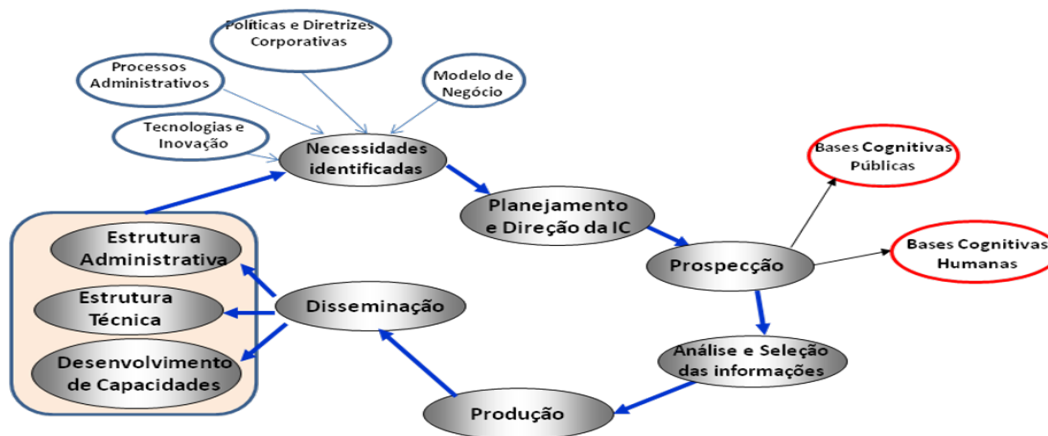 Políticas e Diretrizes
Corporativas
Processos
Administrativos
Modelo de
Negócio
Tecnologias e
Inovação
Necessidades
identificadas
Bases Cognitivas
Públicas
Planejamento
e Direção da IC
Estrutura
Administrativa
Prospecção
Bases Cognitivas
Humanas
Estrutura
Técnica
Disseminação
Desenvolvimento
de Capacidades
Análise e Seleção
das informações
Produção